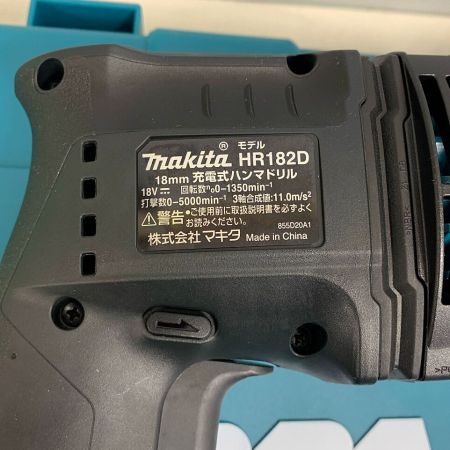 モデル
makita® HR182D
18mm 充電式ハンマドリル
18V⎓ 回転数n₀0-1350min⁻¹
打撃数0-5000min⁻¹ 3軸合成値:11.0m/s²
⚠警告・ご使用前に取扱説明書を必ずよく
お読みください。
株式会社マキタ Made in China
855D20A1